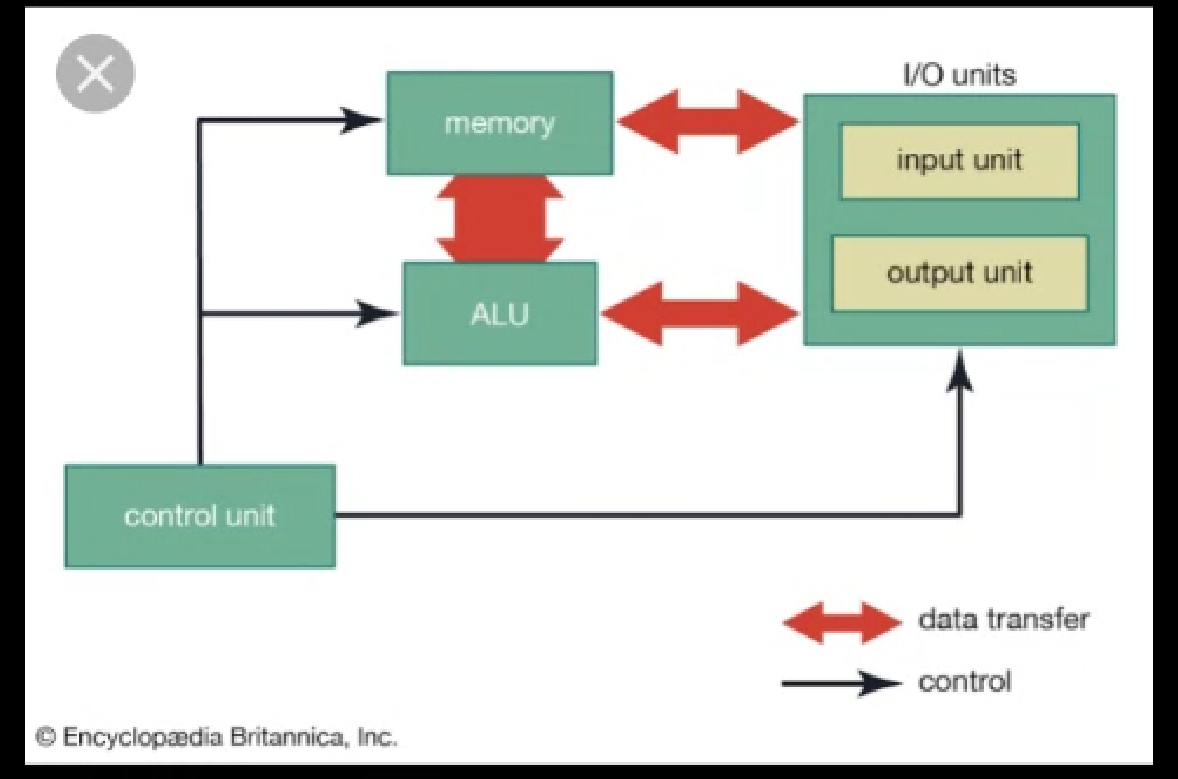 I/O units
memory
input unit
output unit
ALU
control unit
data transfer
control
© Encyclopædia Britannica, Inc.